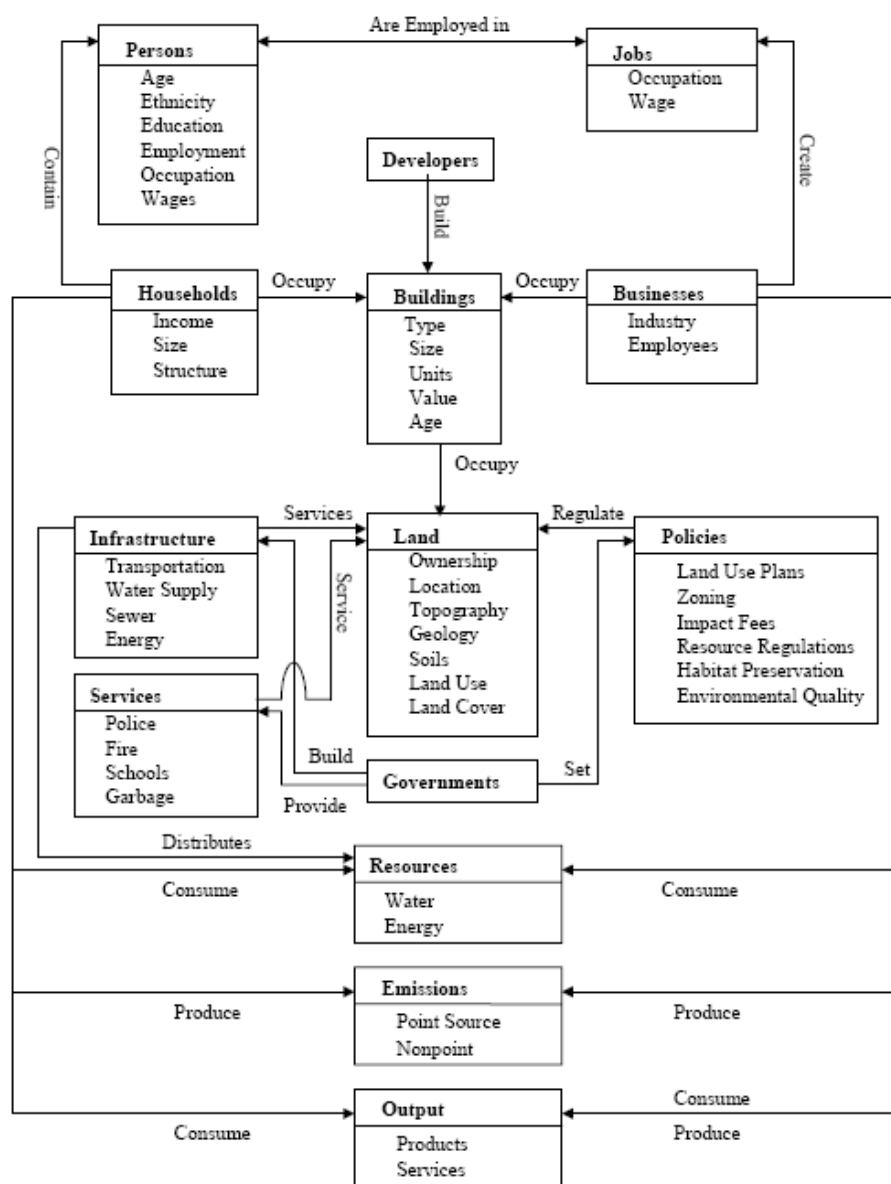 Are Employed in
Persons
Age
Ethnicity
Education
Employment
Occupation
Wages
Jobs
Occupation
Wage
Contain
Developers
Build
Create
Households
Income
Size
Structure
Occupy
Buildings
Type
Size
Units
Value
Age
Occupy
Businesses
Industry
Employees
Occupy
Infrastructure
Transportation
Water Supply
Sewer
Energy
Services
Service
Land
Ownership
Location
Topography
Geology
Soils
Land Use
Land Cover
Regulate
Policies
Land Use Plans
Zoning
Impact Fees
Resource Regulations
Habitat Preservation
Environmental Quality
Services
Police
Fire
Schools
Garbage
Build
Provide
Governments
Set
Distributes
Consume
Resources
Water
Energy
Consume
Produce
Emissions
Point Source
Nonpoint
Produce
Consume
Output
Products
Services
Consume
Produce